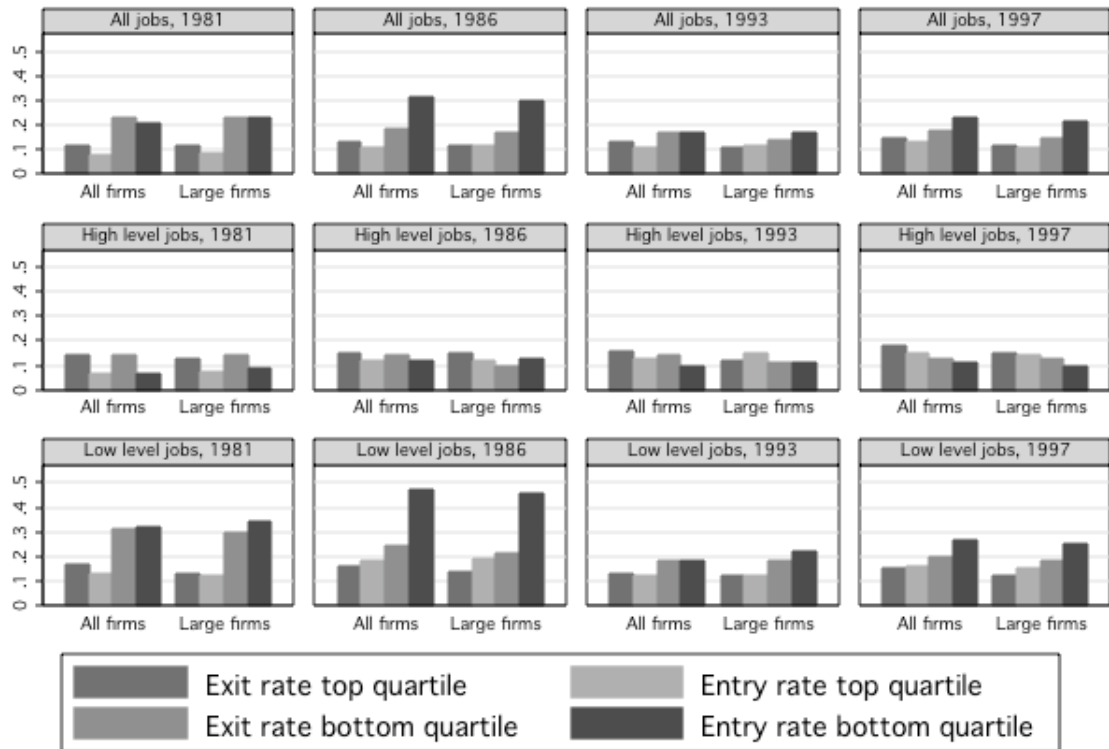 All jobs, 1981 All jobs, 1986 All jobs, 1993 All jobs, 1997
.5
.4
.3
.2
.1
0
All firms Large firms All firms Large firms All firms Large firms All firms Large firms
High level jobs, 1981 High level jobs, 1986 High level jobs, 1993 High level jobs, 1997
.5
.4
.3
.2
.1
0
All firms Large firms All firms Large firms All firms Large firms All firms Large firms
Low level jobs, 1981 Low level jobs, 1986 Low level jobs, 1993 Low level jobs, 1997
.5
.4
.3
.2
.1
0
All firms Large firms All firms Large firms All firms Large firms All firms Large firms
Exit rate top quartile Entry rate top quartile
Exit rate bottom quartile Entry rate bottom quartile